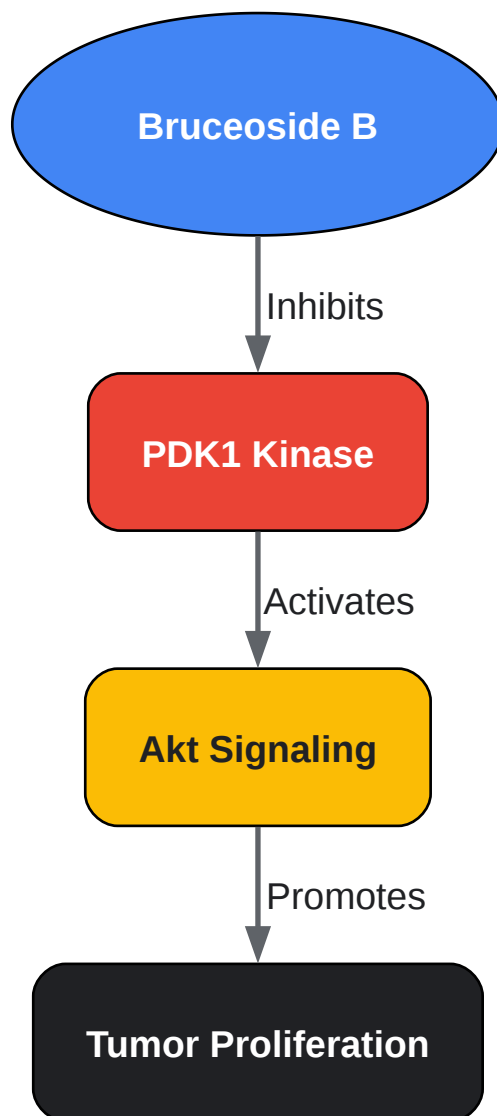 Bruceoside B
Inhibits
PDK1 Kinase
Activates
Akt Signaling
Promotes
Tumor Proliferation